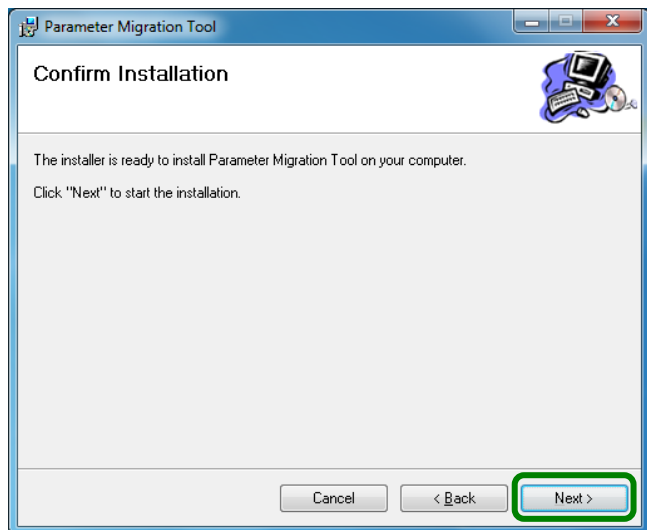 Parameter Migration Tool
Confirm Installation
The installer is ready to install Parameter Migration Tool on your computer.
Click "Next" to start the installation.
Cancel
< Back
Next >